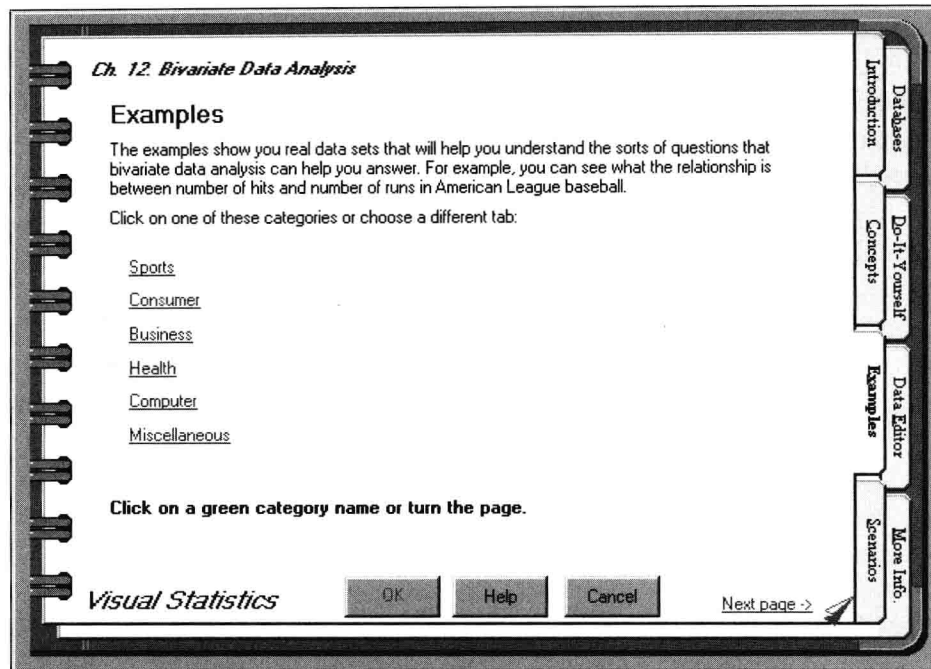 Ch. 12. Bivariate Data Analysis
Examples
The examples show you real data sets that will help you understand the sorts of questions that
bivariate data analysis can help you answer. For example, you can see what the relationship is
between number of hits and number of runs in American League baseball.
Click on one of these categories or choose a different tab:
Sports
Consumer
Business
Health
Computer
Miscellaneous
Click on a green category name or turn the page.
Visual Statistics
OK
Help
Cancel
Next page ->
Introduction
Concepts
Examples
Scenarios
Databases
Do-It-Yourself
Data Editor
More Info.